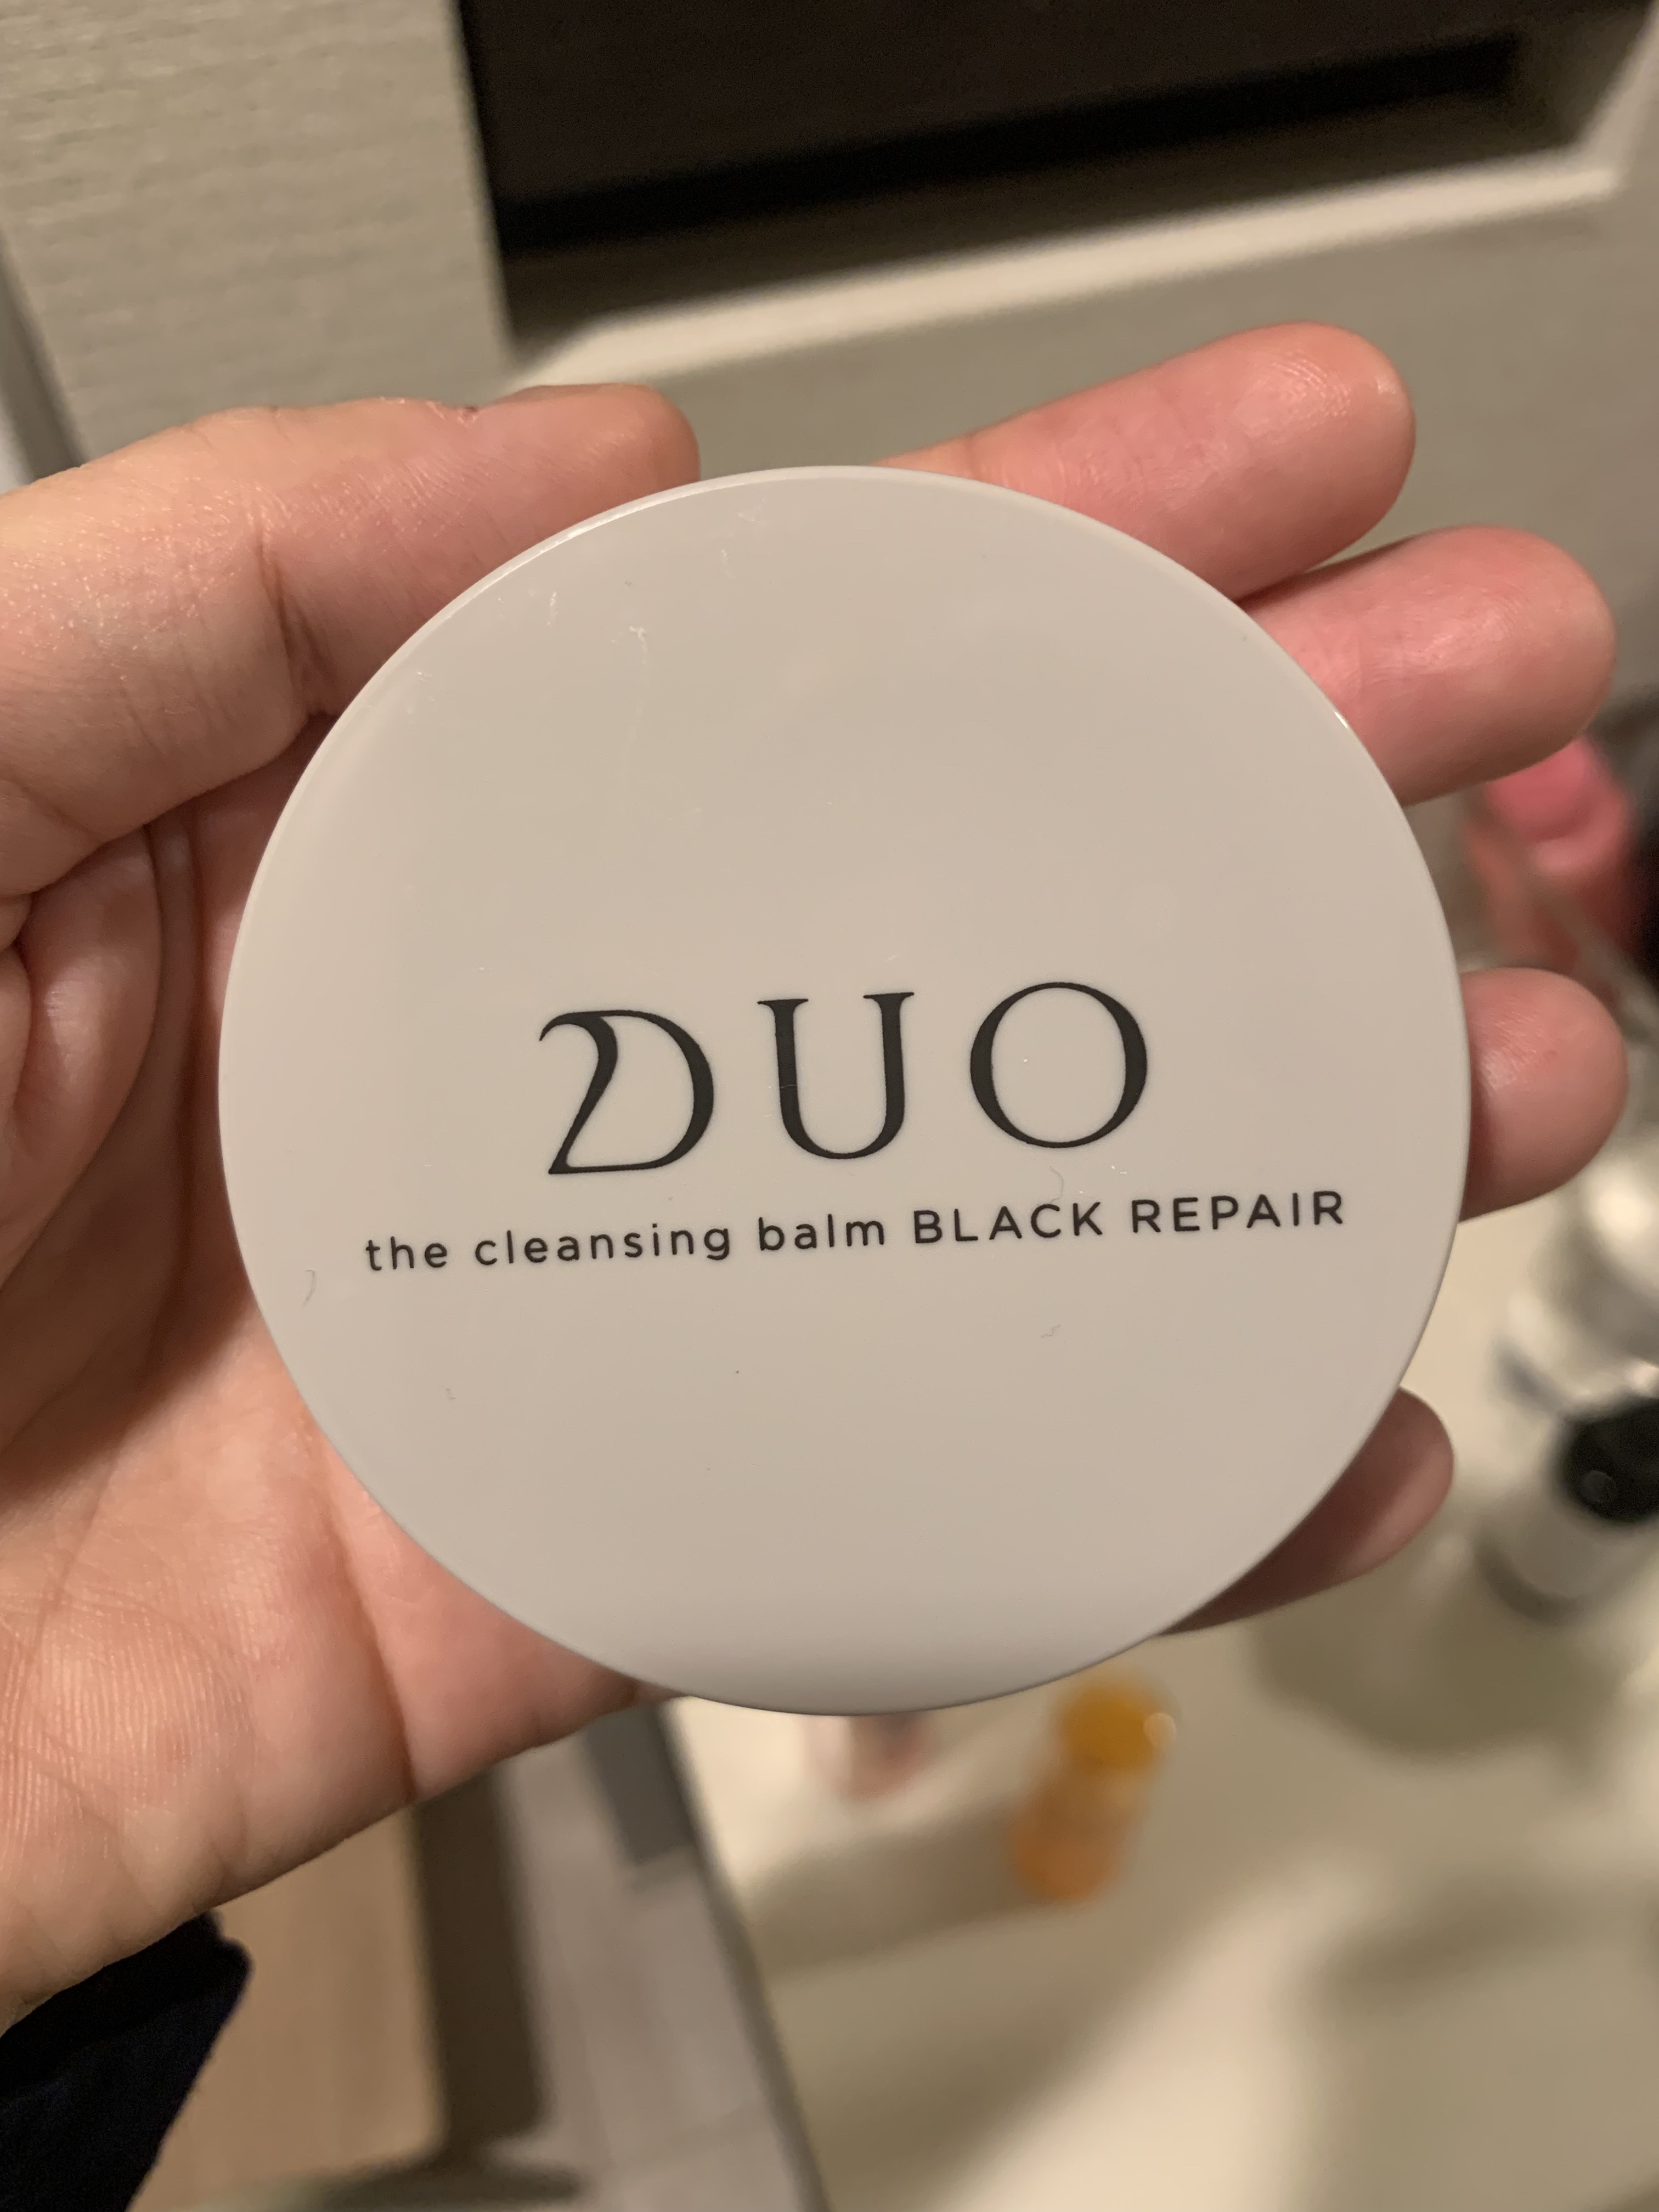 DUO
the cleansing balm BLACK REPAIR